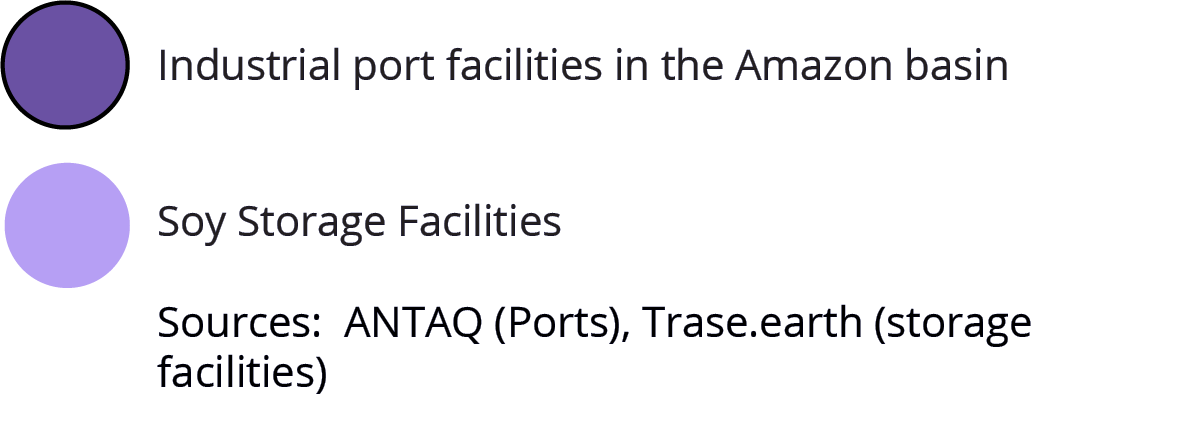 Industrial port facilities in the Amazon basin
Soy Storage Facilities
Sources:  ANTAQ (Ports), Trase.earth (storage
facilities)